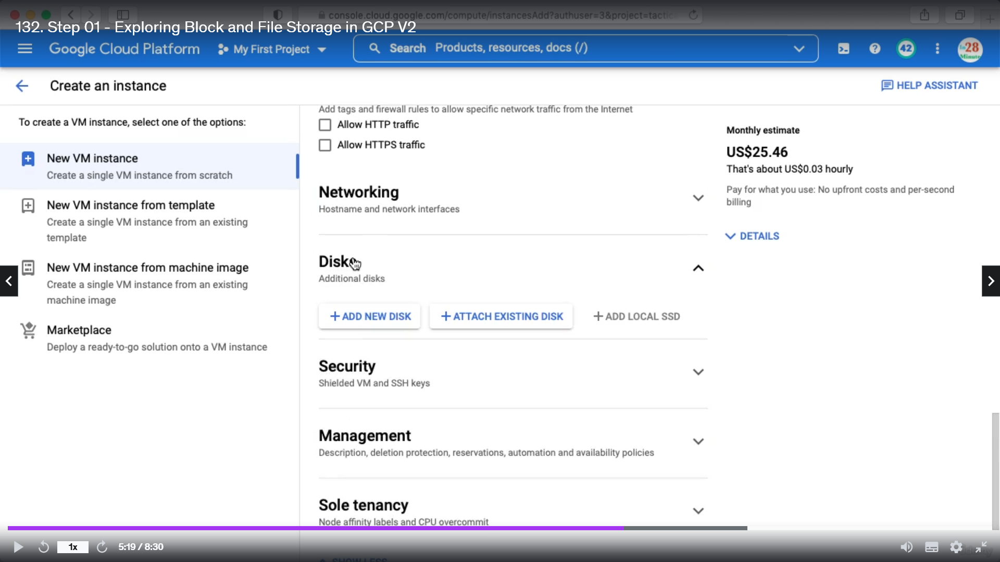 console.cloud.google.com/compute/instancesAdd?authuser=3&project=tactic
132. Step 01 - Exploring Block and File Storage in GCP V2
Google Cloud Platform
My First Project
Search Products, resources, docs (/)
42
in28
Minutes
Create an instance
HELP ASSISTANT
To create a VM instance, select one of the options:
New VM instance
Create a single VM instance from scratch
New VM instance from template
Create a single VM instance from an existing
template
New VM instance from machine image
Create a single VM instance from an existing
machine image
Marketplace
Deploy a ready-to-go solution onto a VM instance
Add tags and firewall rules to allow specific network traffic from the Internet
Allow HTTP traffic
Allow HTTPS traffic
Networking
Hostname and network interfaces
Disks
Additional disks
+ ADD NEW DISK
+ ATTACH EXISTING DISK
+ ADD LOCAL SSD
Security
Shielded VM and SSH keys
Management
Description, deletion protection, reservations, automation and availability policies
Sole tenancy
Node affinity labels and CPU overcommit
SHOW LESS
Monthly estimate
US$25.46
That's about US$0.03 hourly
Pay for what you use: No upfront costs and per-second
billing
DETAILS
1x
5:19 / 8:30